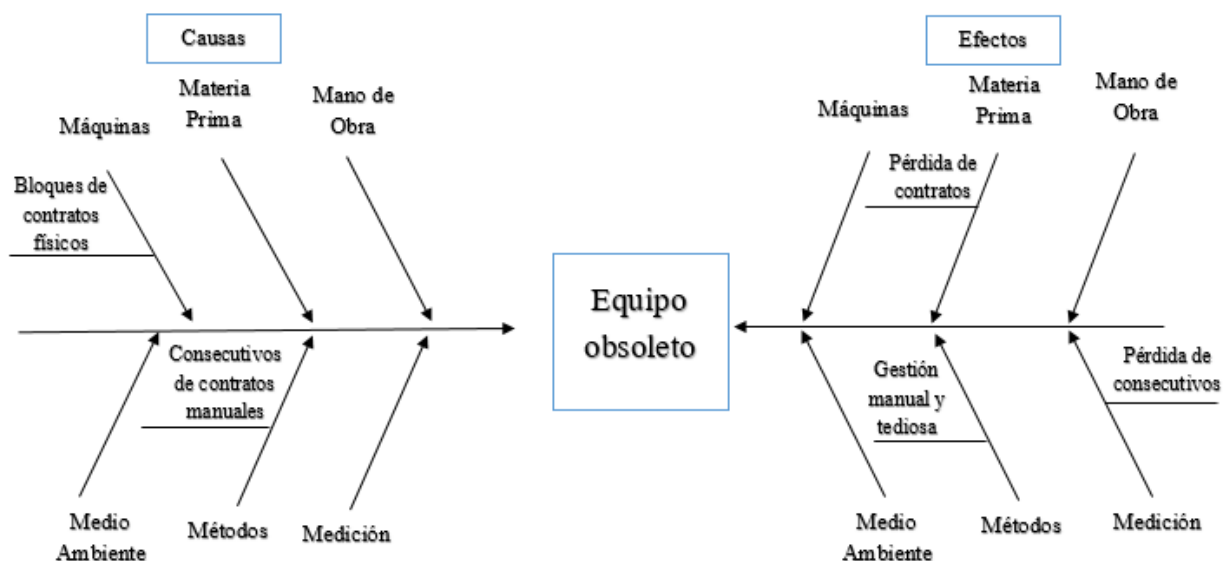 Causas
Efectos
Materia
Prima
Mano de
Obra
Máquinas
Bloques de
contratos
físicos
Materia
Prima
Mano de
Obra
Máquinas
Pérdida de
contratos
Equipo
obsoleto
Consecutivos
de contratos
manuales
Medio
Ambiente
Métodos
Medición
Gestión
manual y
tediosa
Pérdida de
consecutivos
Medio
Ambiente
Métodos
Medición